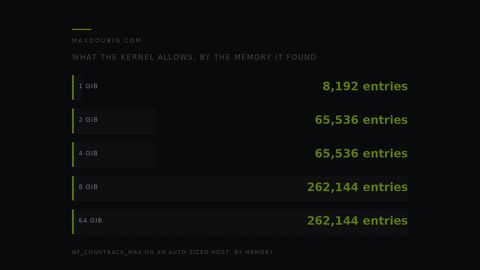 MAXDOURIN.COM
WHAT THE KERNEL ALLOWS, BY THE MEMORY IT FOUND
1 GIB 8,192 entries
2 GIB 65,536 entries
4 GIB 65,536 entries
8 GIB 262,144 entries
64 GIB 262,144 entries
NF_CONNTRACK_MAX ON AN AUTO-SIZED HOST, BY MEMORY